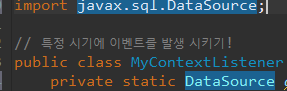 import javax.sql.DataSource;
// 특정 시기에 이벤트를 발생 시키기!
public class MyContextListener
private static DataSource